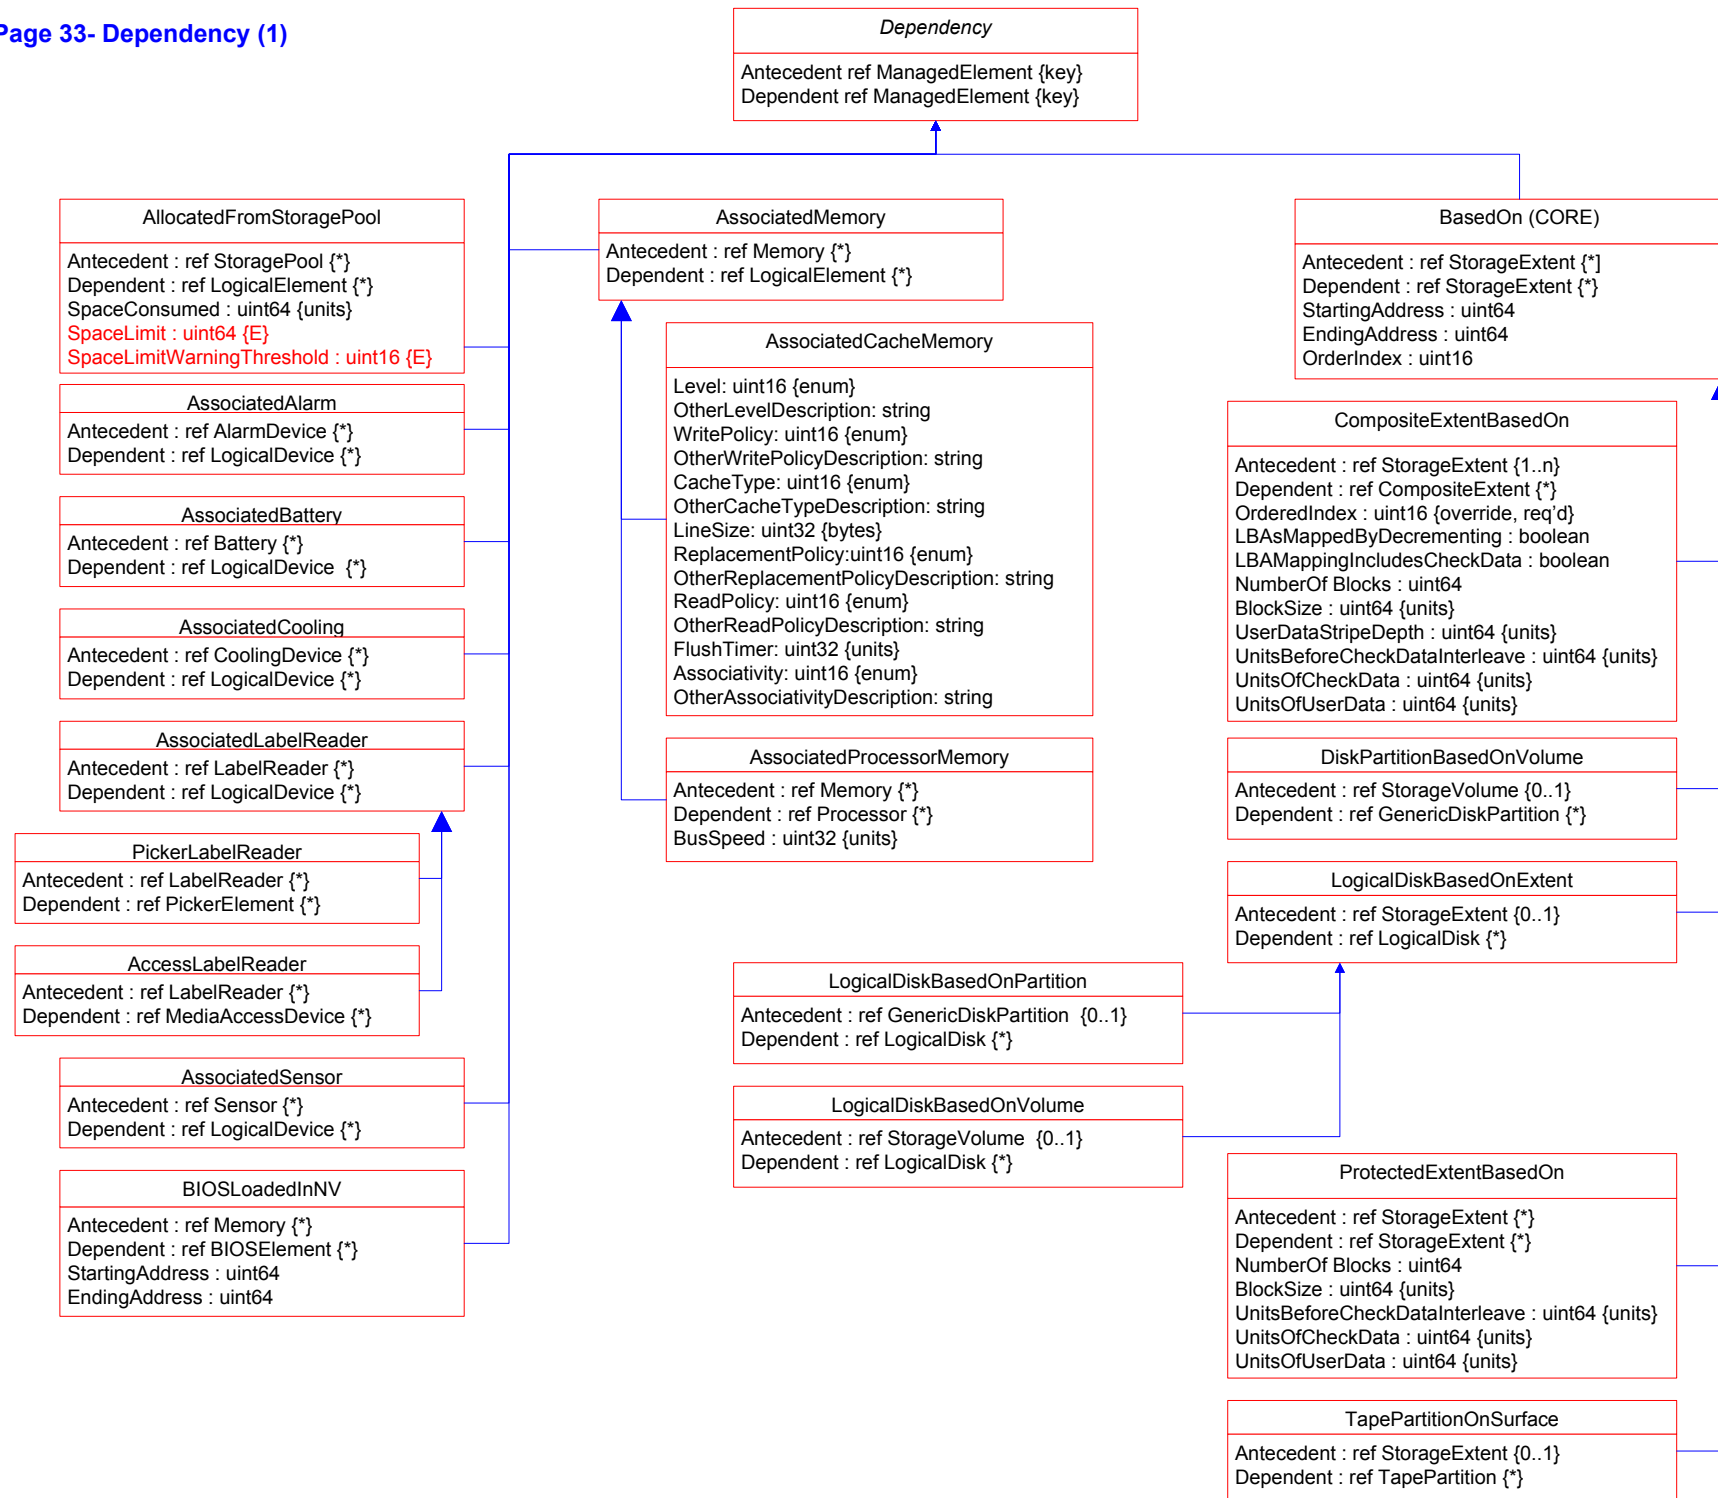 Page 33- Dependency (1)
Dependency
Antecedent ref ManagedElement {key}
Dependent ref ManagedElement {key}
AllocatedFromStoragePool
Antecedent : ref StoragePool {*}
Dependent : ref LogicalElement {*}
SpaceConsumed : uint64 {units}
SpaceLimit : uint64 {E}
SpaceLimitWarningThreshold : uint16 {E}
AssociatedAlarm
Antecedent : ref AlarmDevice {*}
Dependent : ref LogicalDevice {*}
AssociatedBattery
Antecedent : ref Battery {*}
Dependent : ref LogicalDevice {*}
AssociatedCooling
Antecedent : ref CoolingDevice {*}
Dependent : ref LogicalDevice {*}
AssociatedLabelReader
Antecedent : ref LabelReader {*}
Dependent : ref LogicalDevice {*}
PickerLabelReader
Antecedent : ref LabelReader {*}
Dependent : ref PickerElement {*}
AccessLabelReader
Antecedent : ref LabelReader {*}
Dependent : ref MediaAccessDevice {*}
AssociatedSensor
Antecedent : ref Sensor {*}
Dependent : ref LogicalDevice {*}
BIOSLoadedInNV
Antecedent : ref Memory {*}
Dependent : ref BIOSElement {*}
StartingAddress : uint64
EndingAddress : uint64
AssociatedMemory
Antecedent : ref Memory {*}
Dependent : ref LogicalElement {*}
AssociatedCacheMemory
Level: uint16 {enum}
OtherLevelDescription: string
WritePolicy: uint16 {enum}
OtherWritePolicyDescription: string
CacheType: uint16 {enum}
OtherCacheTypeDescription: string
LineSize: uint32 {bytes}
ReplacementPolicy:uint16 {enum}
OtherReplacementPolicyDescription: string
ReadPolicy: uint16 {enum}
OtherReadPolicyDescription: string
FlushTimer: uint32 {units}
Associativity: uint16 {enum}
OtherAssociativityDescription: string
AssociatedProcessorMemory
Antecedent : ref Memory {*}
Dependent : ref Processor {*}
BusSpeed : uint32 {units}
LogicalDiskBasedOnPartition
Antecedent : ref GenericDiskPartition {0..1}
Dependent : ref LogicalDisk {*}
LogicalDiskBasedOnVolume
Antecedent : ref StorageVolume {0..1}
Dependent : ref LogicalDisk {*}
BasedOn (CORE)
Antecedent : ref StorageExtent {*]
Dependent : ref StorageExtent {*}
StartingAddress : uint64
EndingAddress : uint64
OrderIndex : uint16
CompositeExtentBasedOn
Antecedent : ref StorageExtent {1..n}
Dependent : ref CompositeExtent {*}
OrderedIndex : uint16 {override, req’d}
LBAsMappedByDecrementing : boolean
LBAMappingIncludesCheckData : boolean
NumberOf Blocks : uint64
BlockSize : uint64 {units}
UserDataStripeDepth : uint64 {units}
UnitsBeforeCheckDataInterleave : uint64 {units}
UnitsOfCheckData : uint64 {units}
UnitsOfUserData : uint64 {units}
DiskPartitionBasedOnVolume
Antecedent : ref StorageVolume {0..1}
Dependent : ref GenericDiskPartition {*}
LogicalDiskBasedOnExtent
Antecedent : ref StorageExtent {0..1}
Dependent : ref LogicalDisk {*}
ProtectedExtentBasedOn
Antecedent : ref StorageExtent {*}
Dependent : ref StorageExtent {*}
NumberOf Blocks : uint64
BlockSize : uint64 {units}
UnitsBeforeCheckDataInterleave : uint64 {units}
UnitsOfCheckData : uint64 {units}
UnitsOfUserData : uint64 {units}
TapePartitionOnSurface
Antecedent : ref StorageExtent {0..1}
Dependent : ref TapePartition {*}